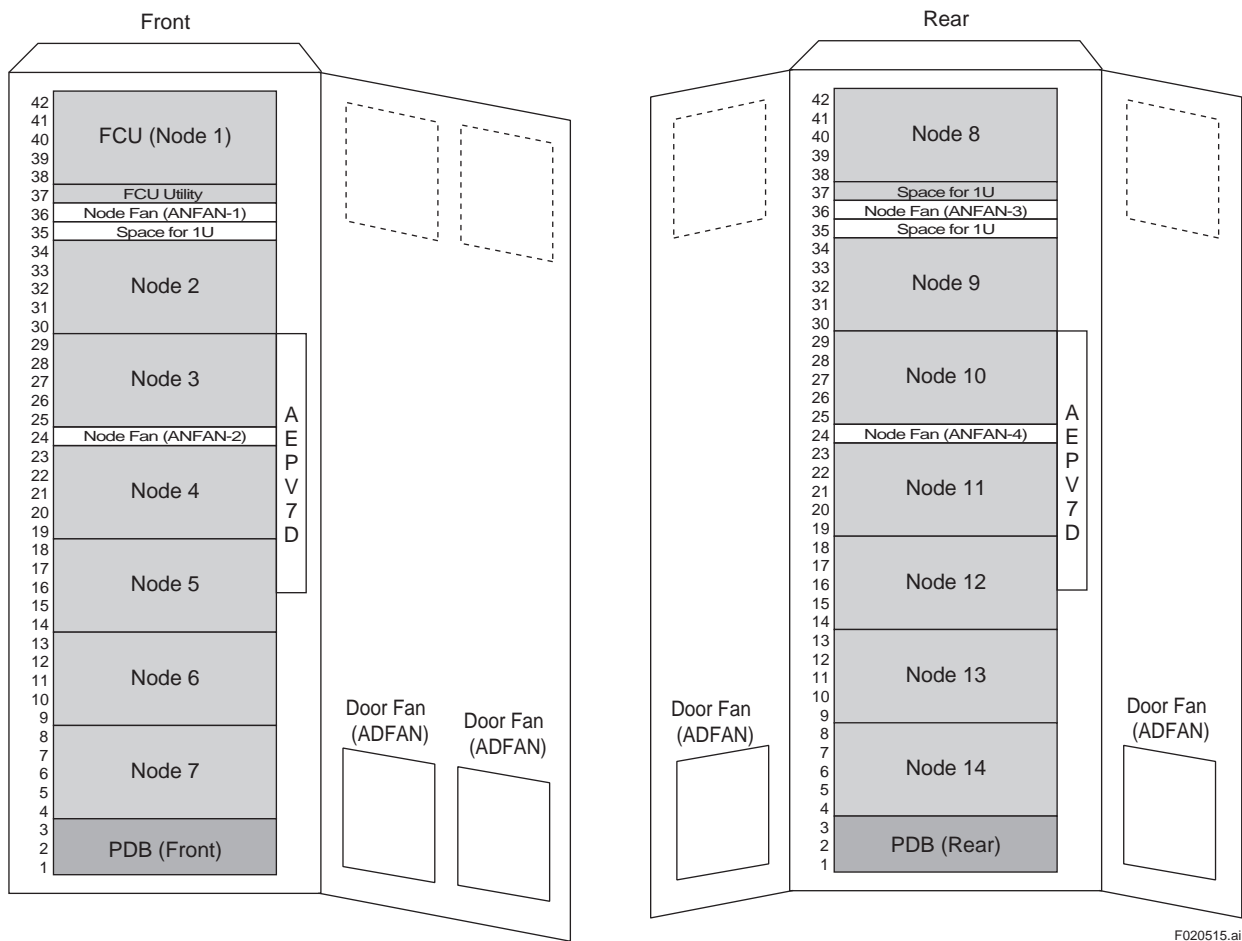 Front
42
41
40
39
38
37
36
35
34
33
32
31
30
29
28
27
26
25
24
23
22
21
20
19
18
17
16
15
14
13
12
11
10
9
8
7
6
5
4
3
2
1
FCU (Node 1)
FCU Utility
Node Fan (ANFAN-1)
Space for 1U
Node 2
Node 3
Node Fan (ANFAN-2)
Node 4
Node 5
Node 6
Node 7
PDB (Front)
A
E
P
V
7
D
Door Fan
(ADFAN)
Door Fan
(ADFAN)
Rear
Door Fan
(ADFAN)
42
41
40
39
38
37
36
35
34
33
32
31
30
29
28
27
26
25
24
23
22
21
20
19
18
17
16
15
14
13
12
11
10
9
8
7
6
5
4
3
2
1
Node 8
Space for 1U
Node Fan (ANFAN-3)
Space for 1U
Node 9
Node 10
Node Fan (ANFAN-4)
Node 11
Node 12
Node 13
Node 14
PDB (Rear)
A
E
P
V
7
D
Door Fan
(ADFAN)
F020515.ai